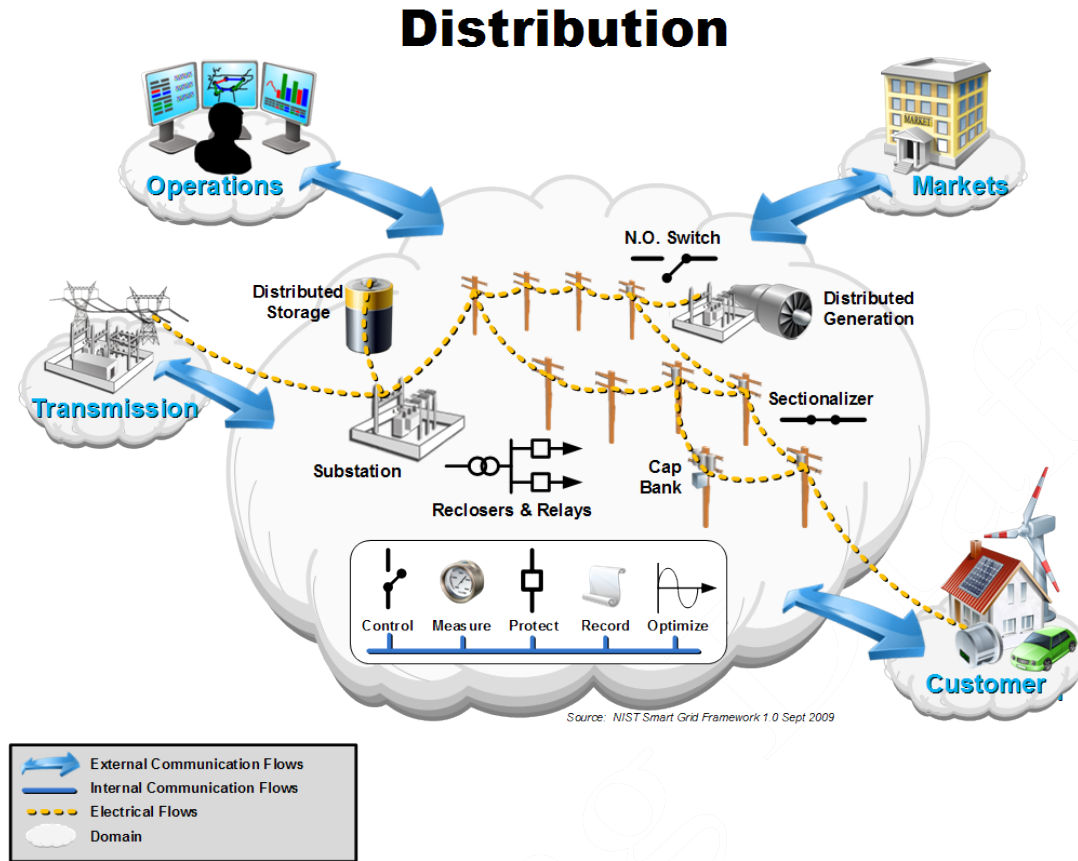 Distribution
Operations
MARKET
Markets
N.O. Switch
Distributed
Storage
Distributed
Generation
Transmission
Sectionalizer
Substation
Cap
Bank
Reclosers & Relays
Control Measure Protect Record Optimize
Customer
Source: NIST Smart Grid Framework 1.0 Sept 2009
External Communication Flows
Internal Communication Flows
Electrical Flows
Domain